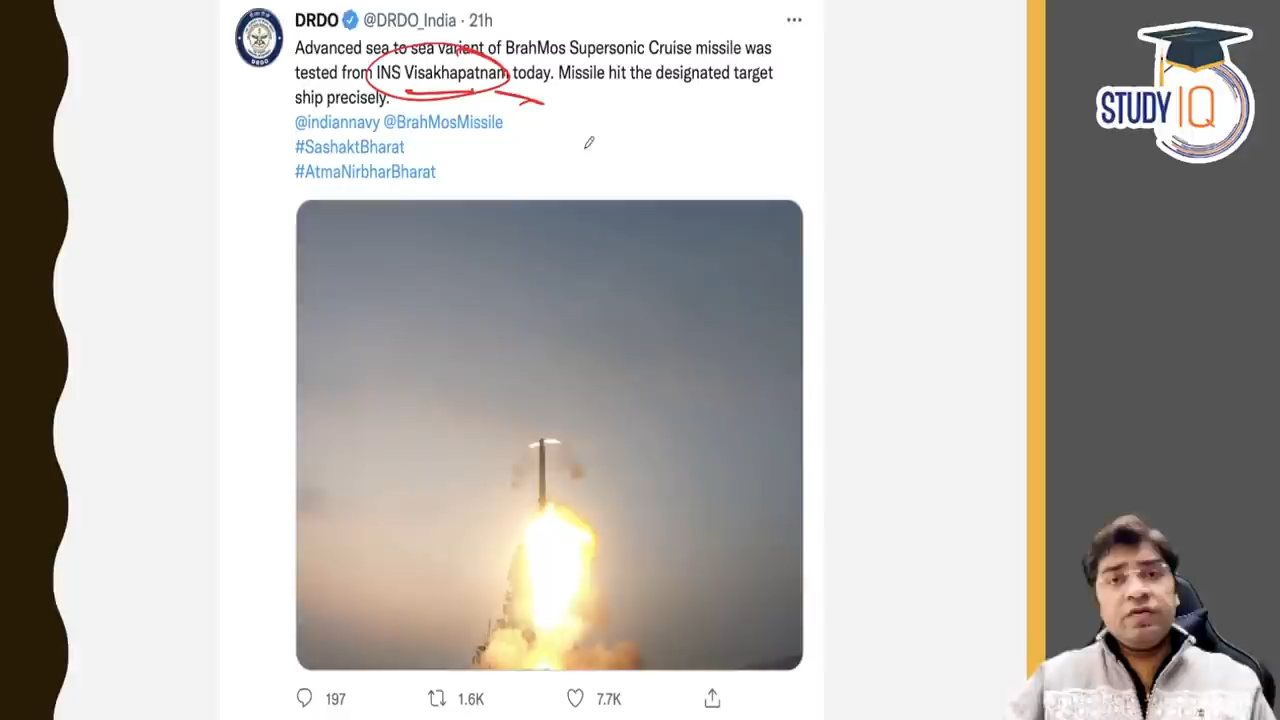 DRDO @DRDO_India · 21h
Advanced sea to sea variant of BrahMos Supersonic Cruise missile was
tested from INS Visakhapatnam today. Missile hit the designated target
ship precisely.
@indiannavy @BrahMosMissile
#SashaktBharat
#AtmaNirbharBharat
197 1.6K 7.7K
STUDY IQ
DRDO